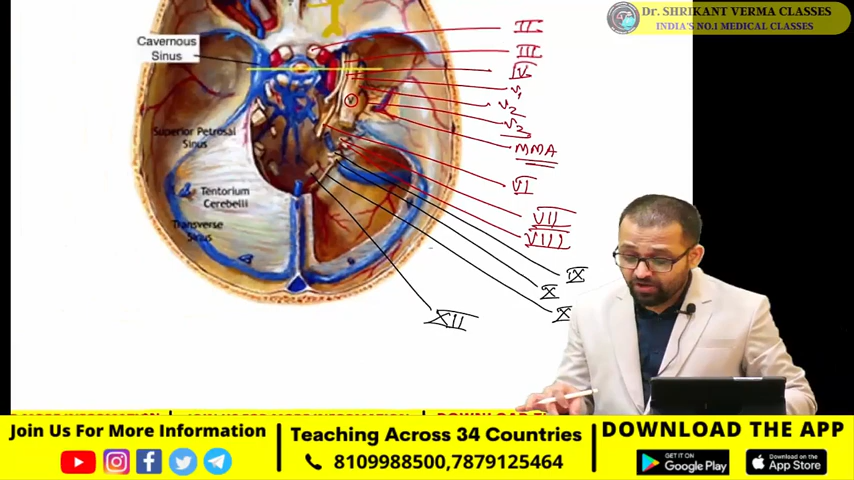 Dr. SHRIKANT VERMA CLASSES
INDIA'S NO.1 MEDICAL CLASSES
II
III
IV
V1
V2
V3
MMA
VI
VII
VIII
IX
X
X
XII
Cavernous
Sinus
Superior Petrosal
Sinus
Tentorium
Cerebelli
Transverse
Sinus
V
Join Us For More Information
Teaching Across 34 Countries
8109988500,7879125464
DOWNLOAD THE APP
GET IT ON
Google Play
Download on the
App Store